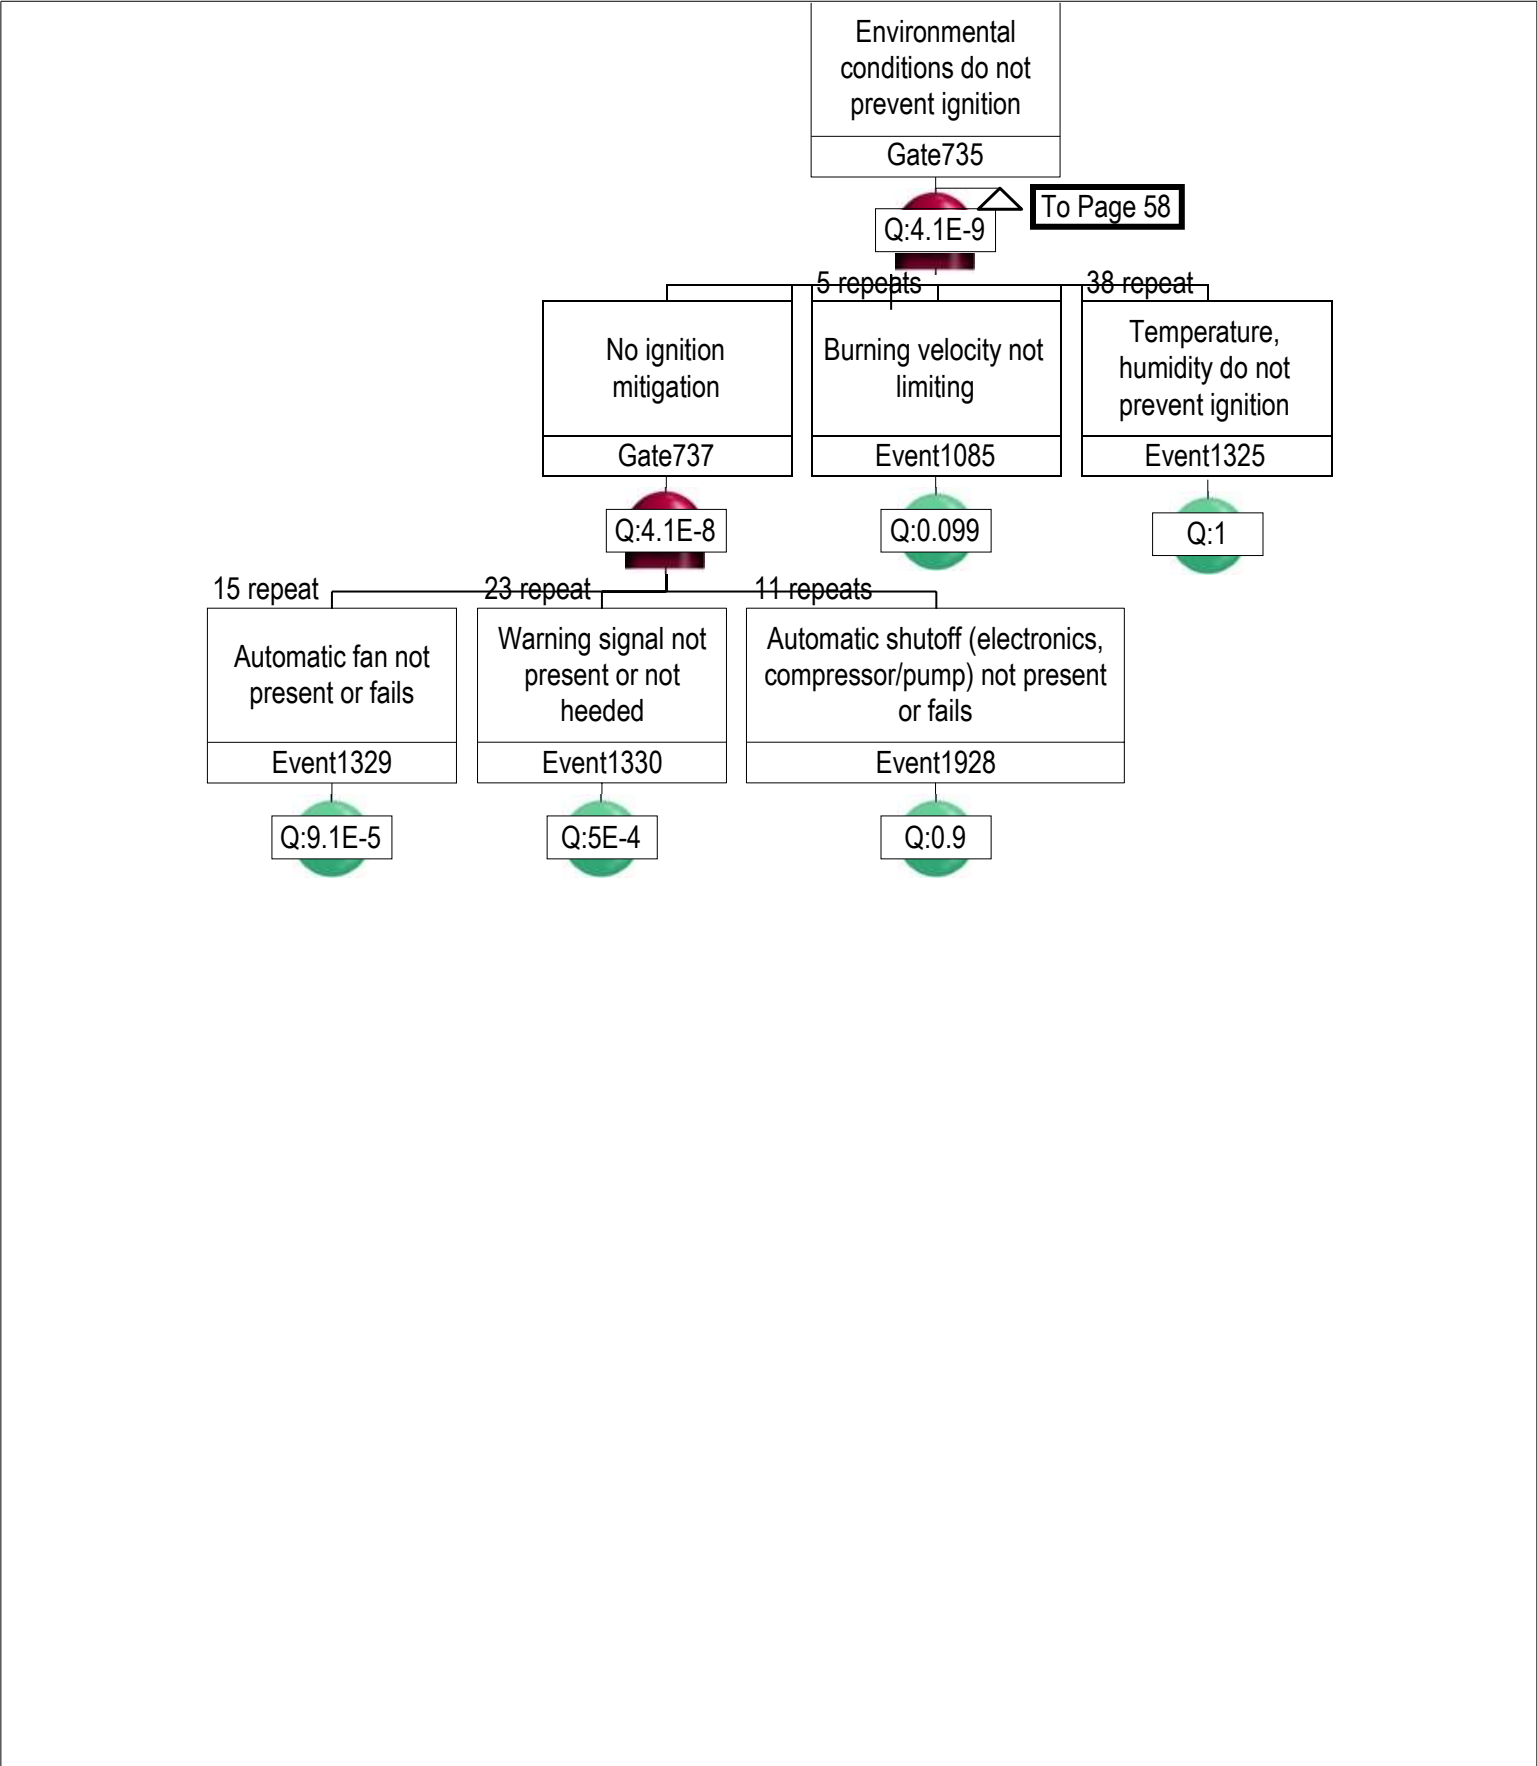 Environmental
conditions do not
prevent ignition
Gate735
To Page 58
Q:4.1E-9
5 repeats
38 repeat
No ignition
mitigation
Gate737
Burning velocity not
limiting
Event1085
Temperature,
humidity do not
prevent ignition
Event1325
Q:4.1E-8
Q:0.099
Q:1
15 repeat
23 repeat
11 repeats
Automatic fan not
present or fails
Event1329
Warning signal not
present or not
heeded
Event1330
Automatic shutoff (electronics,
compressor/pump) not present
or fails
Event1928
Q:9.1E-5
Q:5E-4
Q:0.9